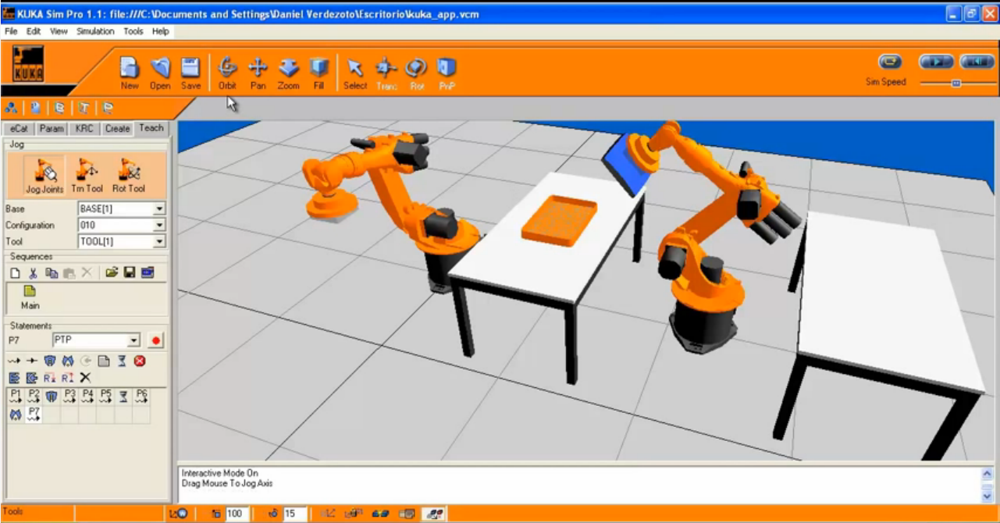 KUKA Sim Pro 1.1: file:///C:\Documents and Settings\Daniel Verdezoto\Escritorio\kuka_app.vcm
File Edit View Simulation Tools Help
KUKA
New Open Save Orbit Pan Zoom Fill Select Trans Rot PnP
Sim Speed
eCat Param KRC Create Teach
Jog
Jog Joints Trn Tool Rot Tool
Base BASE[1]
Configuration 010
Tool TOOL[1]
Sequences
Main
Statements
P7 PTP
P1 P2 P3 P4 P5 P6
P7
Interactive Mode On
Drag Mouse To Jog Axis
Tools 100 15